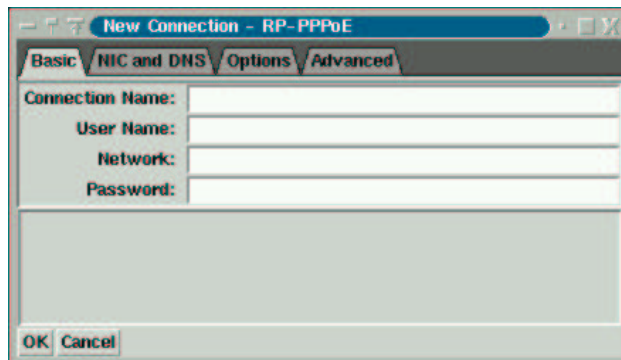 New Connection - RP-PPPoE
Basic NIC and DNS Options Advanced
Connection Name:
User Name:
Network:
Password:
OK Cancel